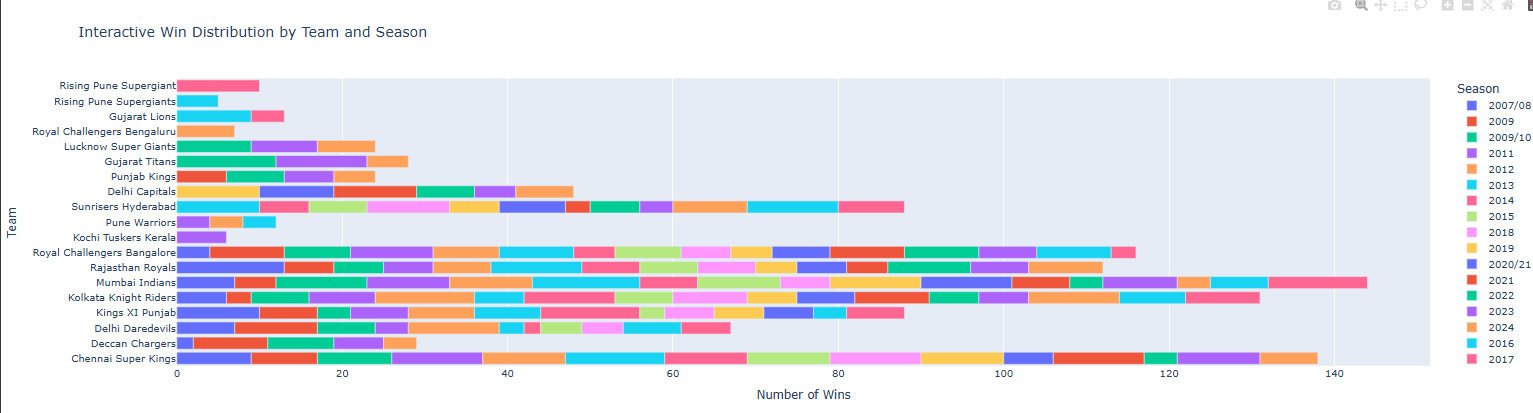 Interactive Win Distribution by Team and Season
Team
Rising Pune Supergiant
Rising Pune Supergiants
Gujarat Lions
Royal Challengers Bengaluru
Lucknow Super Giants
Gujarat Titans
Punjab Kings
Delhi Capitals
Sunrisers Hyderabad
Pune Warriors
Kochi Tuskers Kerala
Royal Challengers Bangalore
Rajasthan Royals
Mumbai Indians
Kolkata Knight Riders
Kings XI Punjab
Delhi Daredevils
Deccan Chargers
Chennai Super Kings
0 20 40 60 80 100 120 140
Number of Wins
Season
2007/08
2009
2009/10
2011
2012
2013
2014
2015
2018
2019
2020/21
2021
2022
2023
2024
2016
2017